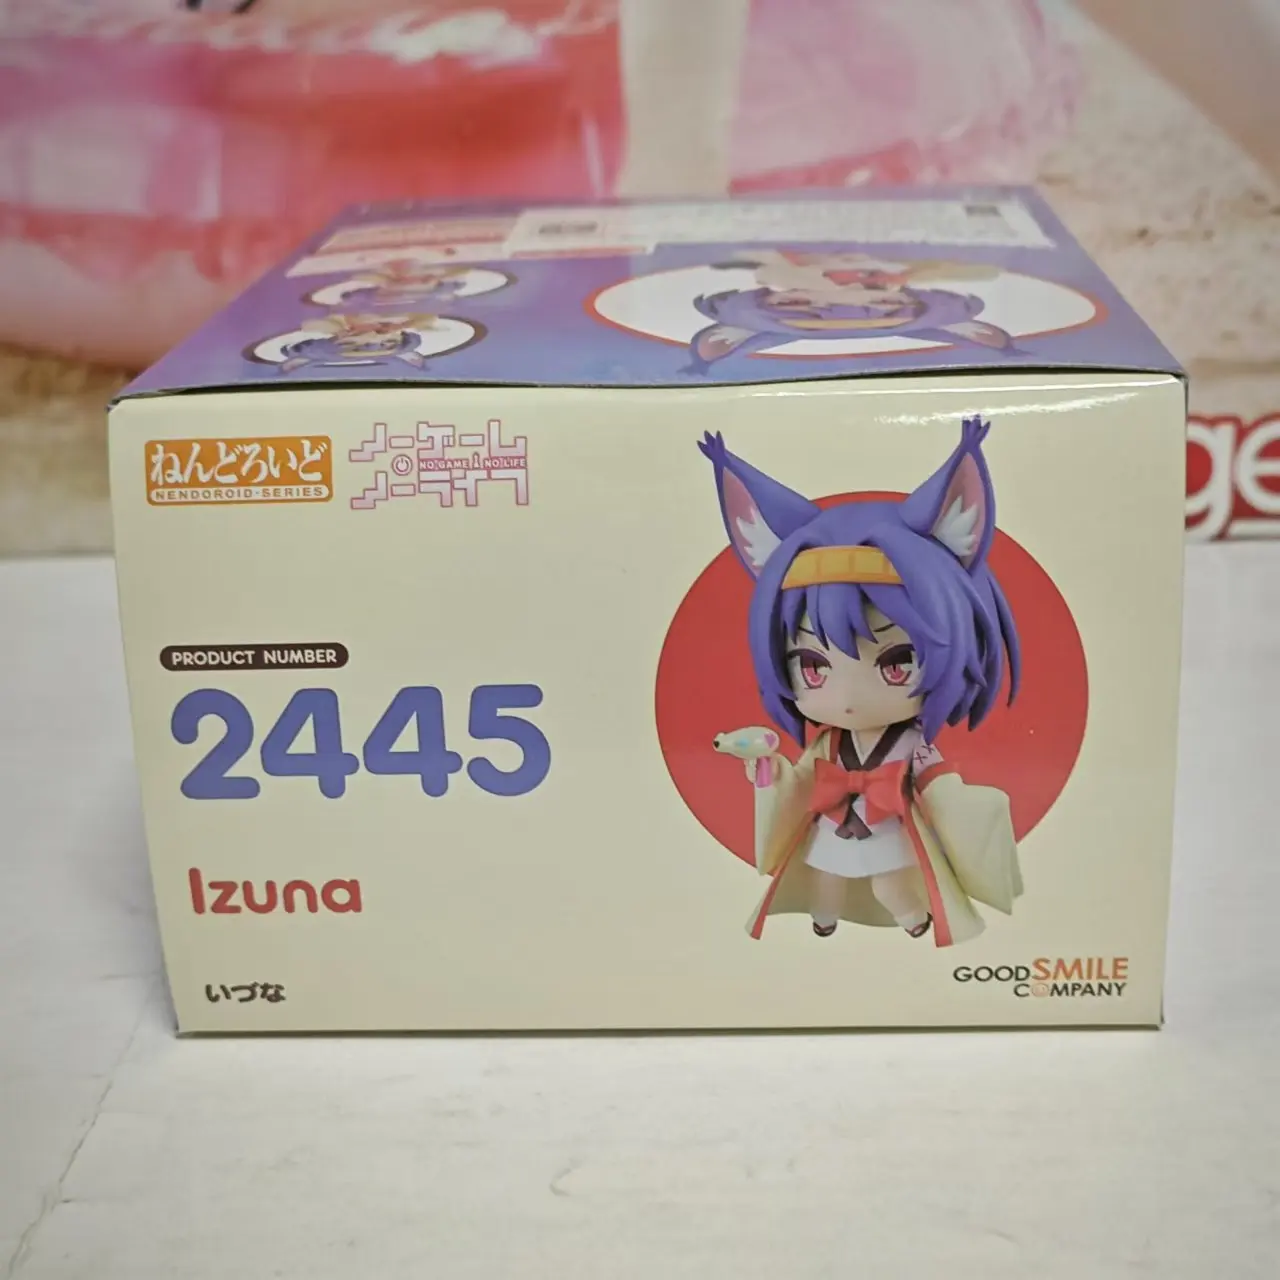 ねんどろいど
NENDOROID·SERIES
ノーゲーム
NO GAME NO LIFE
ノーライフ
PRODUCT NUMBER
2445
Izuna
いづな
GOOD SMILE
COMPANY
ge